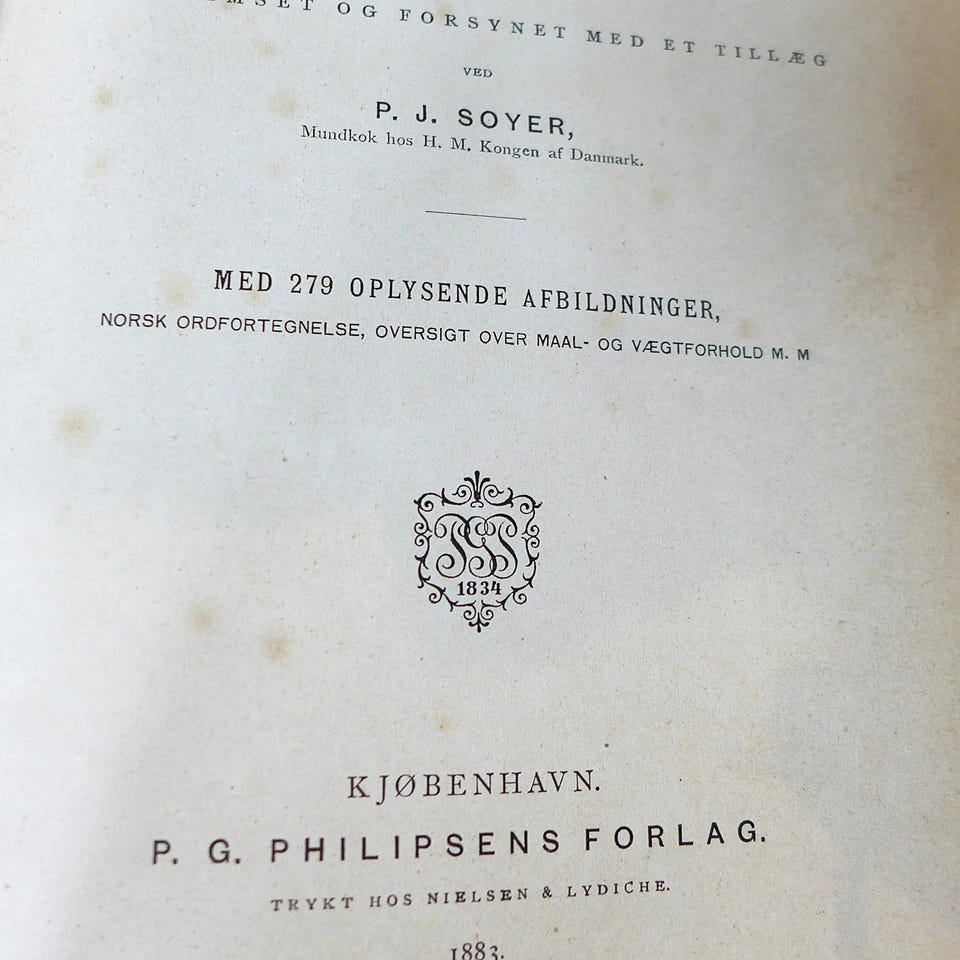 OG FORSYNET MED ET TILLÆG
VED
P. J. SOYER,
Mundkok hos H. M. Kongen af Danmark.
MED 279 OPLYSENDE AFBILDNINGER,
NORSK ORDFORTEGNELSE, OVERSIGT OVER MAAL- OG VÆGTFORHOLD M. M
1834
KJØBENHAVN.
P. G. PHILIPSENS FORLAG.
TRYKT HOS NIELSEN & LYDICHE.
1883.